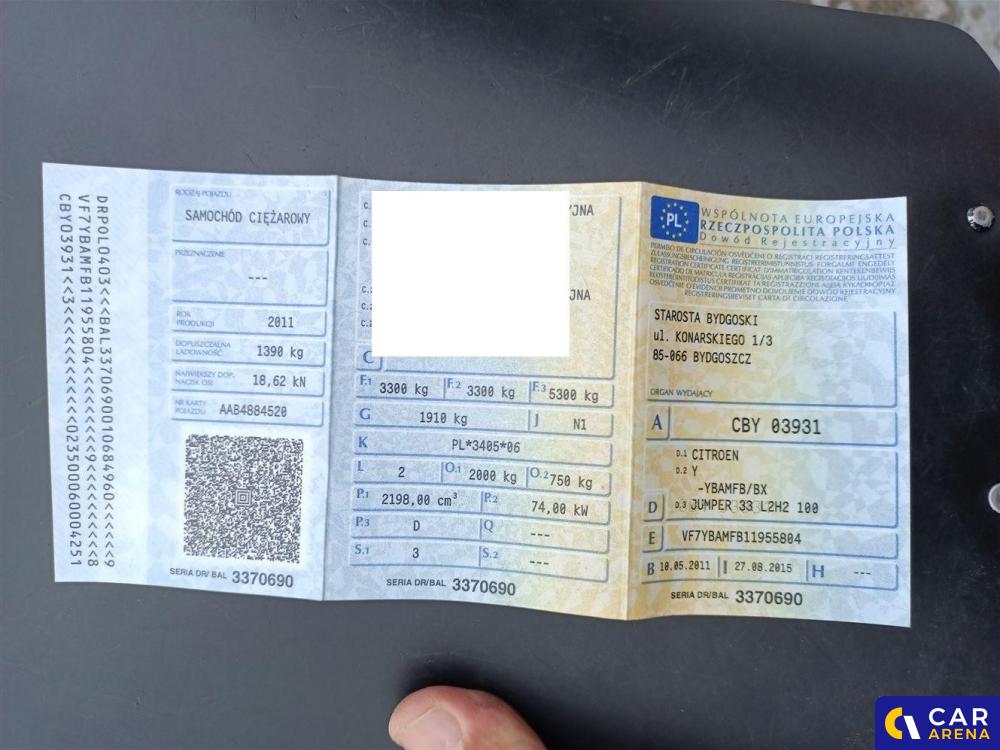 DRPOL0403<<<BAL33706900010684960<<<<<9
VF7YBAMFB11955804<<<<<<<9<<<<<<<<<<<8
CBY03931<<3<<<<<<<<<0235000600004251
RODZAJ POJAZDU
SAMOCHÓD CIĘŻAROWY
PRZEZNACZENIE
---
ROK PRODUKCJI 2011
DOPUSZCZALNA ŁADOWNOŚĆ 1390 kg
NAJWIĘKSZY DOP. NACISK OSI 18,62 kN
NR KARTY POJAZDU AAB4884520
SERIA DR/BAL 3370690
YJNA
JNA
C
F.1 3300 kg F.2 3300 kg F.3 5300 kg
G 1910 kg J N1
K PL*3405*06
L 2 O.1 2000 kg O.2 750 kg
P.1 2198,00 cm³ P.2 74,00 kW
P.3 D Q ---
S.1 3 S.2 ---
SERIA DR/BAL 3370690
PL
WSPÓLNOTA EUROPEJSKA
RZECZPOSPOLITA POLSKA
Dowód Rejestracyjny
STAROSTA BYDGOSKI
ul. KONARSKIEGO 1/3
85-066 BYDGOSZCZ
ORGAN WYDAJĄCY
A CBY 03931
D.1 CITROEN
D.2 Y
-YBAMFB/BX
D D.3 JUMPER 33 L2H2 100
E VF7YBAMFB11955804
B 10.05.2011 I 27.08.2015 H ---
SERIA DR/BAL 3370690
CAR
ARENA